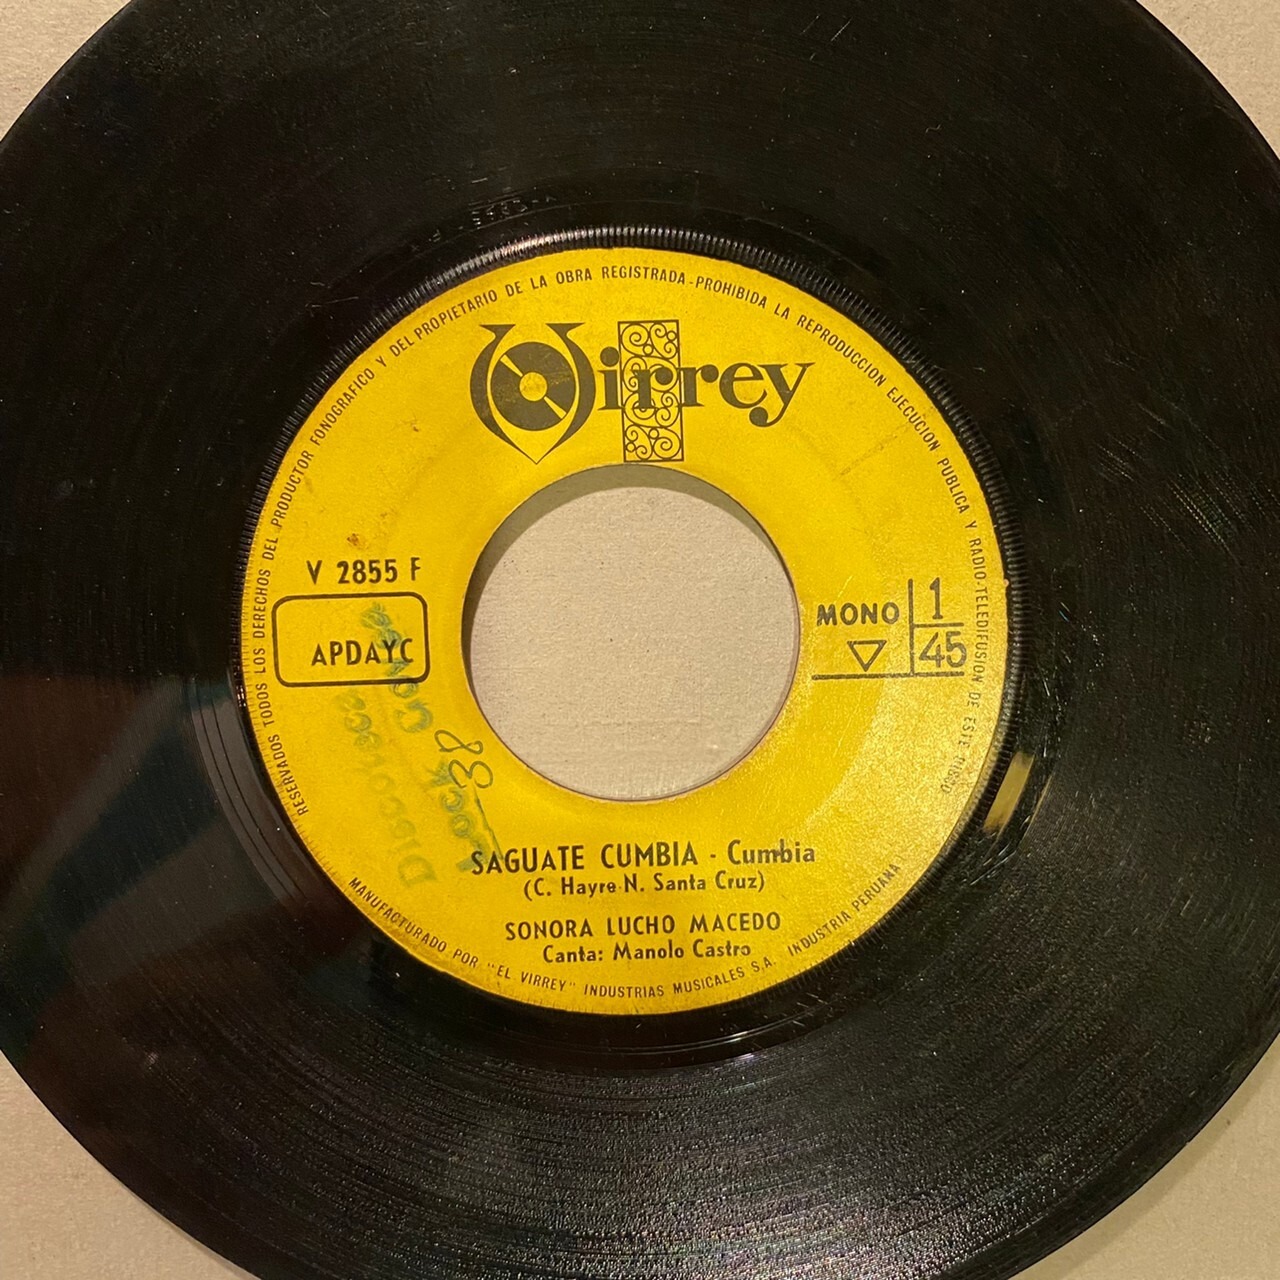 RESERVADOS TODOS LOS DERECHOS DEL PRODUCTOR FONOGRAFICO Y DEL PROPIETARIO DE LA OBRA REGISTRADA-PROHIBIDA LA REPRODUCCION EJECUCION PUBLICA Y RADIO-TELEDIFUSION DE ESTE DISCO
Virrey
V 2855 F
APDAYC
MONO
1
45
38
SAGUATE CUMBIA - Cumbia
(C. Hayre N. Santa Cruz)
SONORA LUCHO MACEDO
Canta: Manolo Castro
MANUFACTURADO POR "EL VIRREY" INDUSTRIAS MUSICALES S.A. INDUSTRIA PERUANA